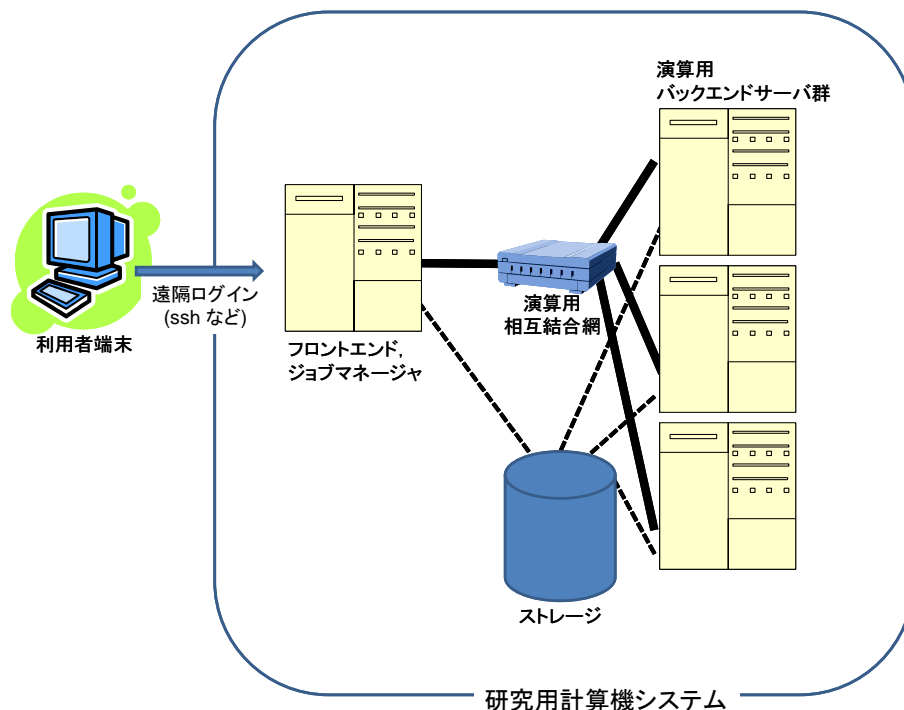 演算用
バックエンドサーバ群
遠隔ログイン
(ssh など)
利用者端末
フロントエンド,
ジョブマネージャ
演算用
相互結合網
ストレージ
研究用計算機システム